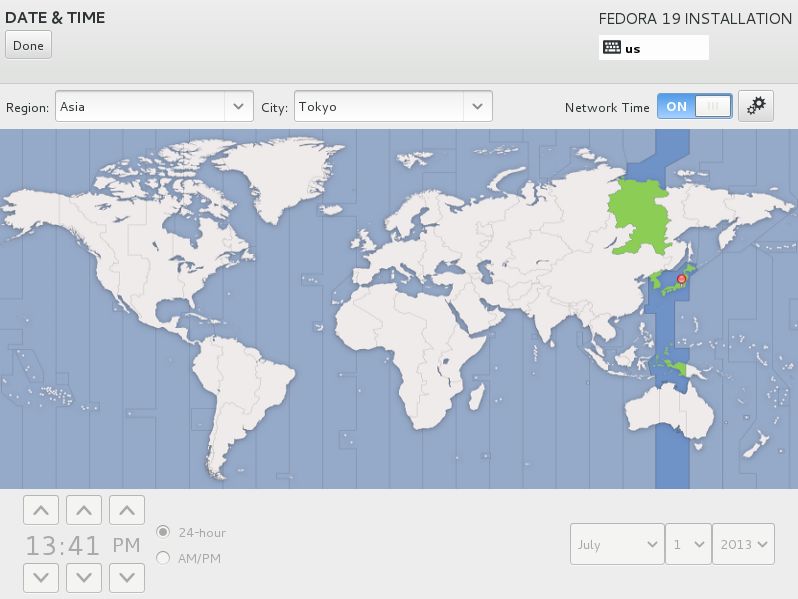 DATE & TIME
FEDORA 19 INSTALLATION
Done
us
Region: Asia City: Tokyo Network Time ON
13:41 PM
24-hour
AM/PM
July 1 2013